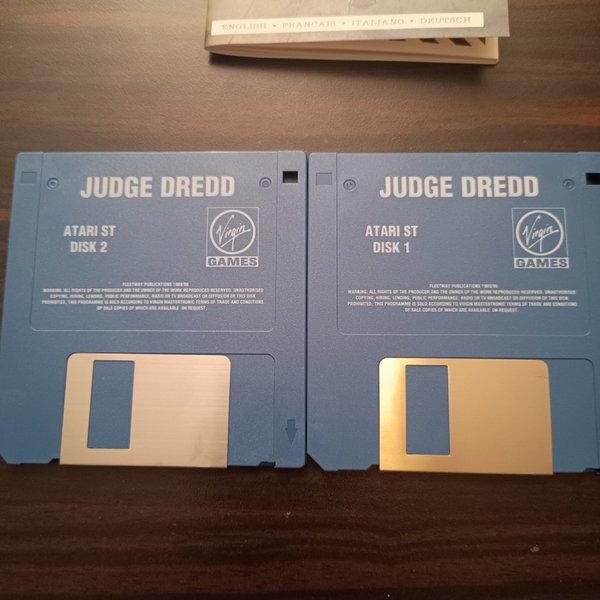 ENGLISH • FRANCAIS • ITALIANO • DEUTSCH
JUDGE DREDD
ATARI ST
DISK 2
Virgin
GAMES
FLEETWAY PUBLICATIONS 1989/90
WARNING: ALL RIGHTS OF THE PRODUCER AND THE OWNER OF THE WORK REPRODUCED RESERVED. UNAUTHORISED
COPYING, HIRING, LENDING, PUBLIC PERFORMANCE, RADIO OR TV BROADCAST OR DIFFUSION OF THIS DISK
PROHIBITED. THIS PROGRAMME IS SOLD ACCORDING TO VIRGIN MASTERTRONIC TERMS OF TRADE AND CONDITIONS
OF SALE COPIES OF WHICH ARE AVAILABLE ON REQUEST.
JUDGE DREDD
ATARI ST
DISK 1
Virgin
GAMES
FLEETWAY PUBLICATIONS 1989/90
WARNING: ALL RIGHTS OF THE PRODUCER AND THE OWNER OF THE WORK REPRODUCED RESERVED. UNAUTHORISED
COPYING, HIRING, LENDING, PUBLIC PERFORMANCE, RADIO OR TV BROADCAST OR DIFFUSION OF THIS DISK
PROHIBITED. THIS PROGRAMME IS SOLD ACCORDING TO VIRGIN MASTERTRONIC TERMS OF TRADE AND CONDITIONS
OF SALE COPIES OF WHICH ARE AVAILABLE ON REQUEST.